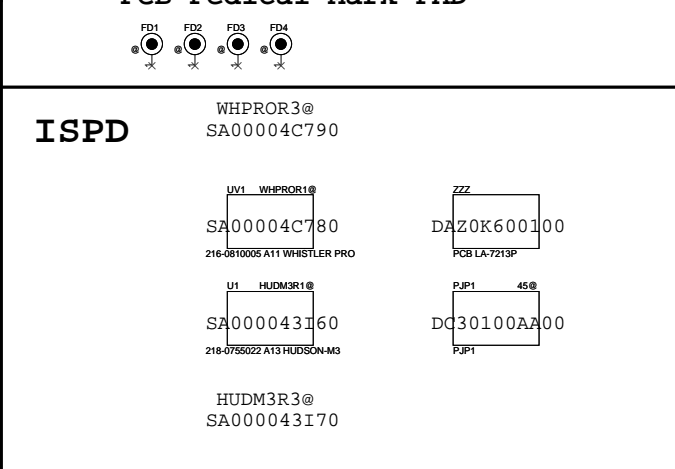 PCB Fedical Mark PAD
FD1 FD2 FD3 FD4
@ @ @ @
ISPD
WHPROR3@
SA00004C790
UV1 WHPROR1@
SA00004C780
216-0810005 A11 WHISTLER PRO
ZZZ
DAZ0K600100
PCB LA-7213P
U1 HUDM3R1@
SA000043I60
218-0755022 A13 HUDSON-M3
PJP1 45@
DC30100AA00
PJP1
HUDM3R3@
SA000043I70